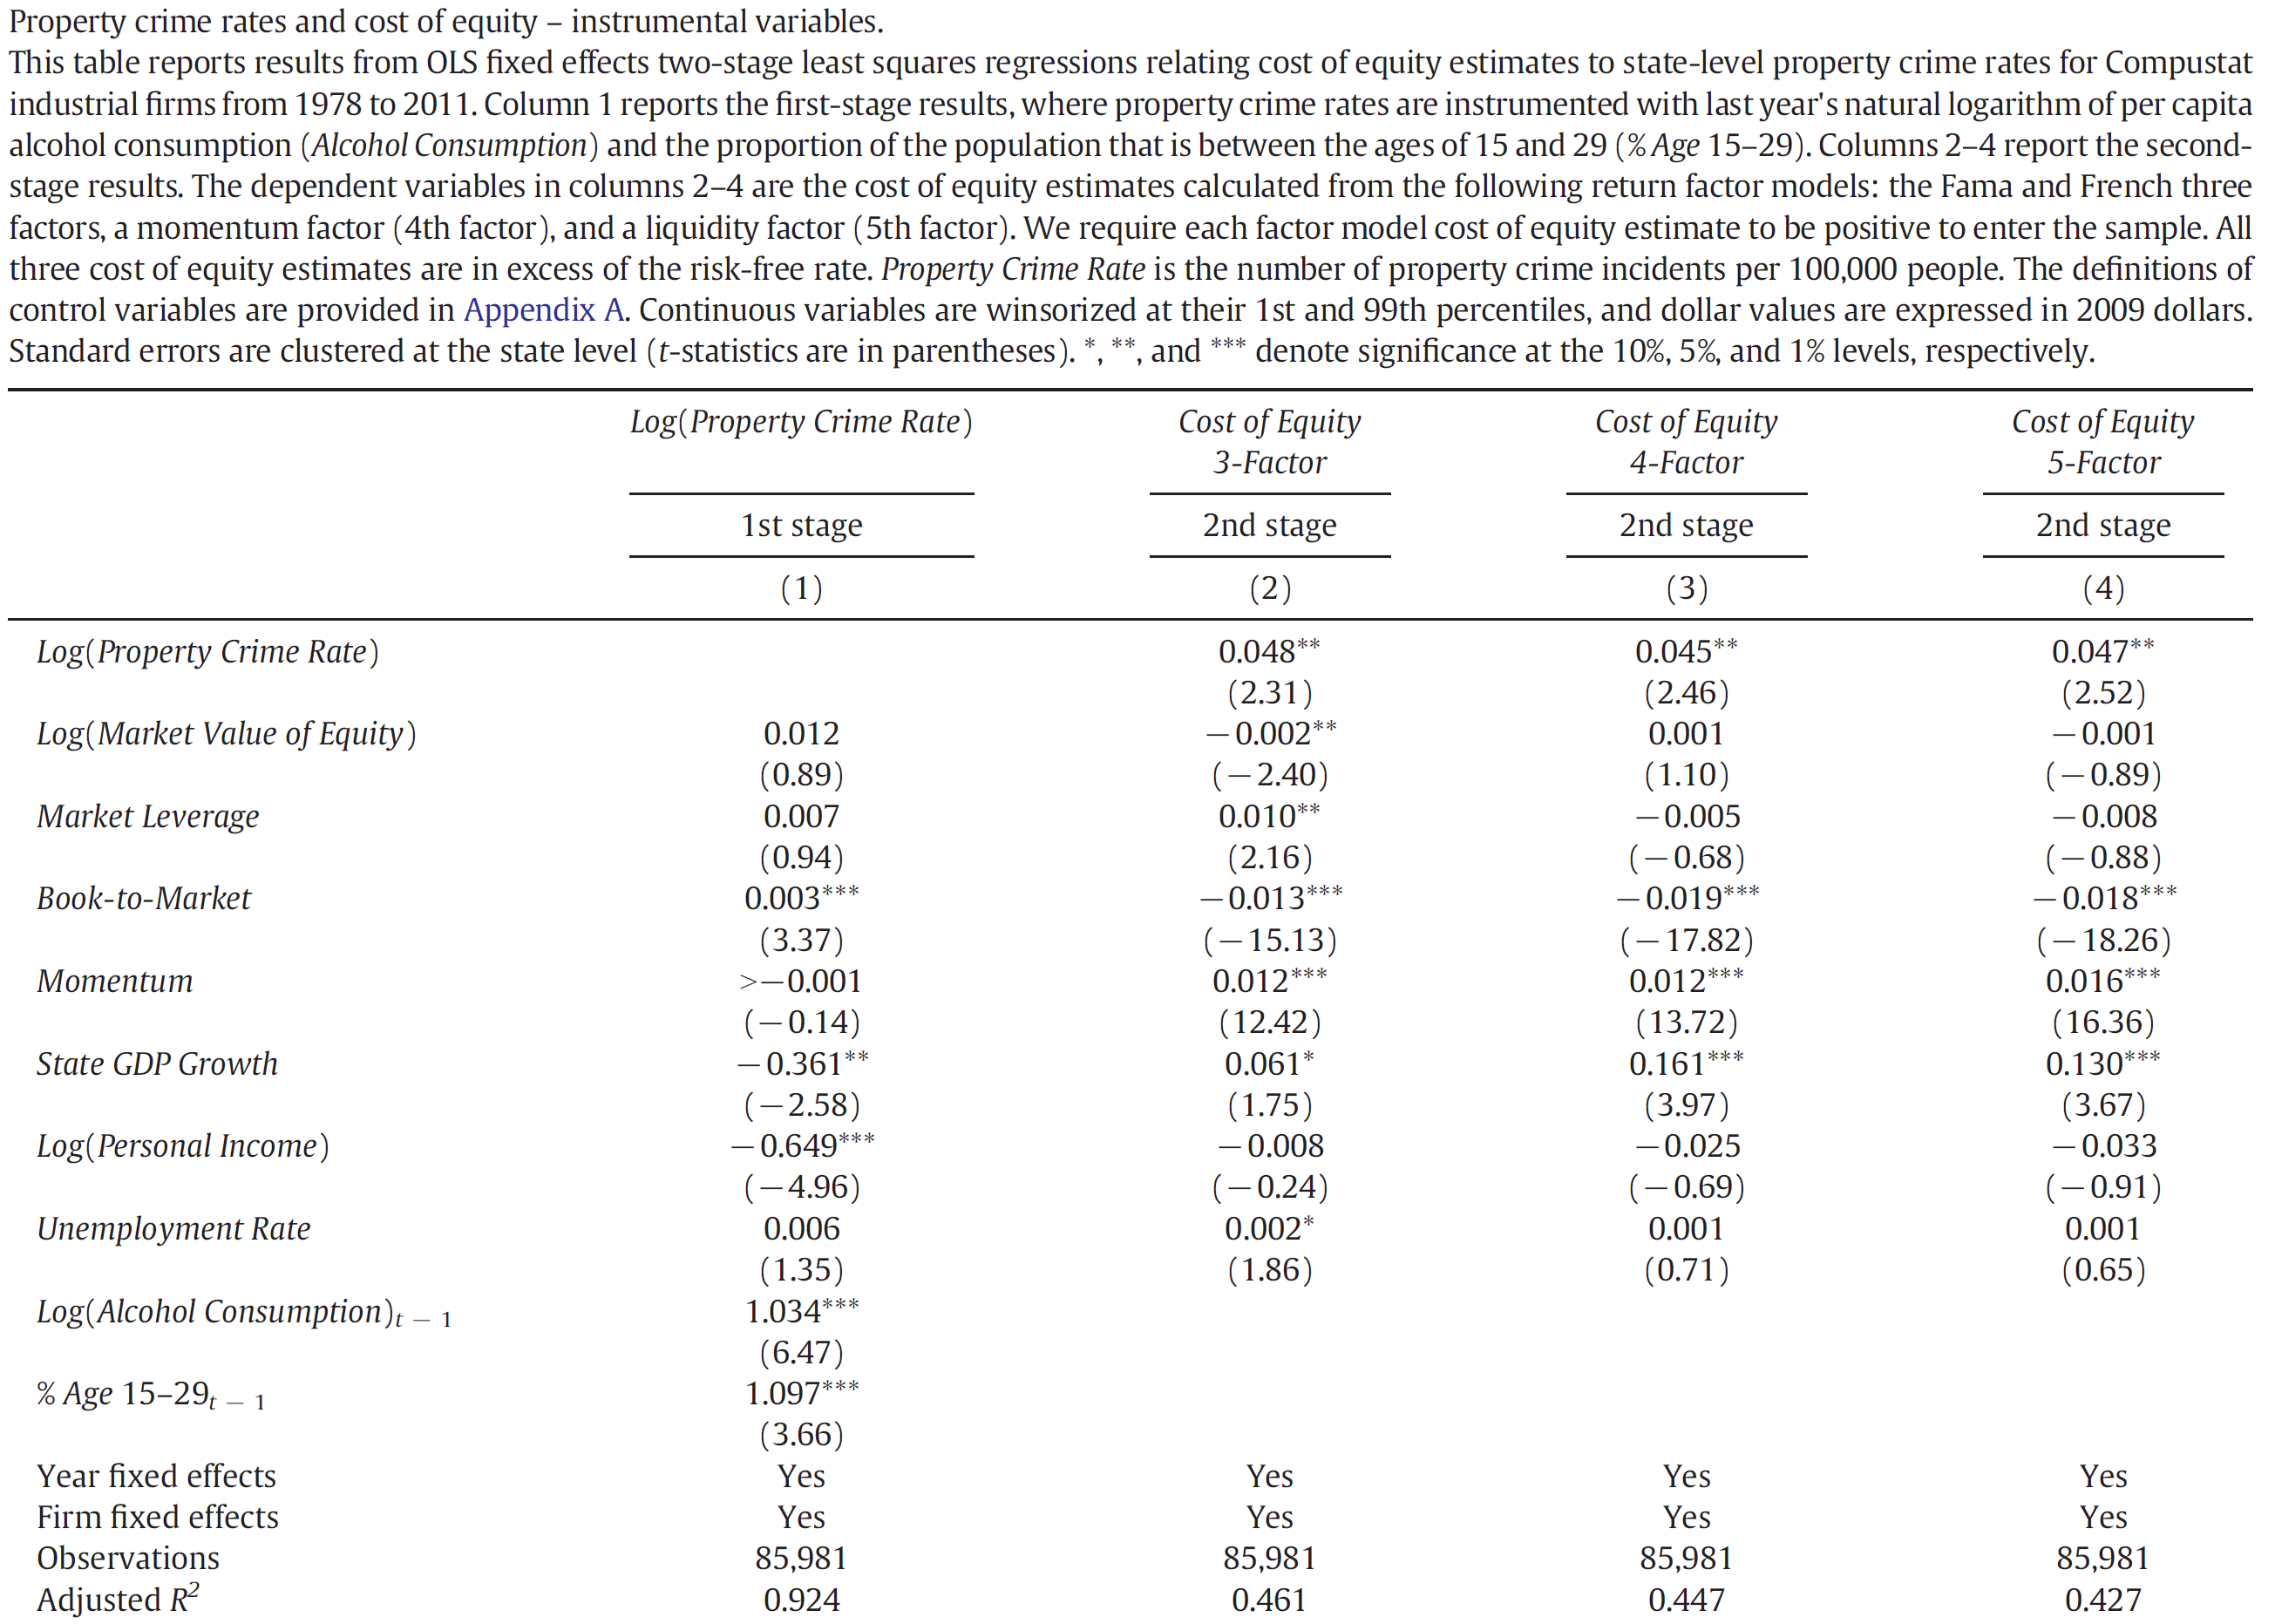 Property crime rates and cost of equity – instrumental variables.
This table reports results from OLS fixed effects two-stage least squares regressions relating cost of equity estimates to state-level property crime rates for Compustat
industrial firms from 1978 to 2011. Column 1 reports the first-stage results, where property crime rates are instrumented with last year's natural logarithm of per capita
alcohol consumption (Alcohol Consumption) and the proportion of the population that is between the ages of 15 and 29 (% Age 15–29). Columns 2–4 report the second-
stage results. The dependent variables in columns 2–4 are the cost of equity estimates calculated from the following return factor models: the Fama and French three
factors, a momentum factor (4th factor), and a liquidity factor (5th factor). We require each factor model cost of equity estimate to be positive to enter the sample. All
three cost of equity estimates are in excess of the risk-free rate. Property Crime Rate is the number of property crime incidents per 100,000 people. The definitions of
control variables are provided in Appendix A. Continuous variables are winsorized at their 1st and 99th percentiles, and dollar values are expressed in 2009 dollars.
Standard errors are clustered at the state level (t-statistics are in parentheses). *, **, and *** denote significance at the 10%, 5%, and 1% levels, respectively.
Log(Property Crime Rate) Cost of Equity Cost of Equity Cost of Equity
3-Factor 4-Factor 5-Factor
1st stage 2nd stage 2nd stage 2nd stage
(1) (2) (3) (4)
Log(Property Crime Rate) 0.048** 0.045** 0.047**
(2.31) (2.46) (2.52)
Log(Market Value of Equity) 0.012 −0.002** 0.001 −0.001
(0.89) (−2.40) (1.10) (−0.89)
Market Leverage 0.007 0.010** −0.005 −0.008
(0.94) (2.16) (−0.68) (−0.88)
Book-to-Market 0.003*** −0.013*** −0.019*** −0.018***
(3.37) (−15.13) (−17.82) (−18.26)
Momentum >−0.001 0.012*** 0.012*** 0.016***
(−0.14) (12.42) (13.72) (16.36)
State GDP Growth −0.361** 0.061* 0.161*** 0.130***
(−2.58) (1.75) (3.97) (3.67)
Log(Personal Income) −0.649*** −0.008 −0.025 −0.033
(−4.96) (−0.24) (−0.69) (−0.91)
Unemployment Rate 0.006 0.002* 0.001 0.001
(1.35) (1.86) (0.71) (0.65)
Log(Alcohol Consumption)t − 1 1.034***
(6.47)
% Age 15–29t − 1 1.097***
(3.66)
Year fixed effects Yes Yes Yes Yes
Firm fixed effects Yes Yes Yes Yes
Observations 85,981 85,981 85,981 85,981
Adjusted R2 0.924 0.461 0.447 0.427